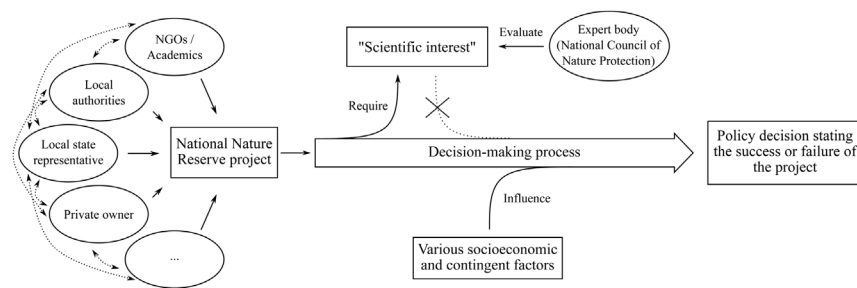 NGOs /
Academics
Local
authorities
Local state
representative
Private owner
...
National Nature
Reserve project
"Scientific interest"
Evaluate
Expert body
(National Council of
Nature Protection)
Require
Decision-making process
Influence
Various socioeconomic
and contingent factors
Policy decision stating
the success or failure of
the project